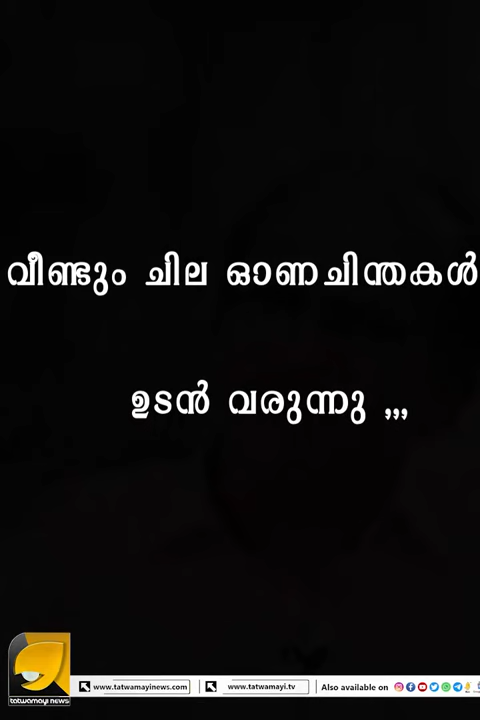 വീണ്ടും ചില ഓണചിന്തകൾ
ഉടൻ വരുന്നു ,,,
tatwamayi news
www.tatwamayinews.com
www.tatwamayi.tv
Also available on